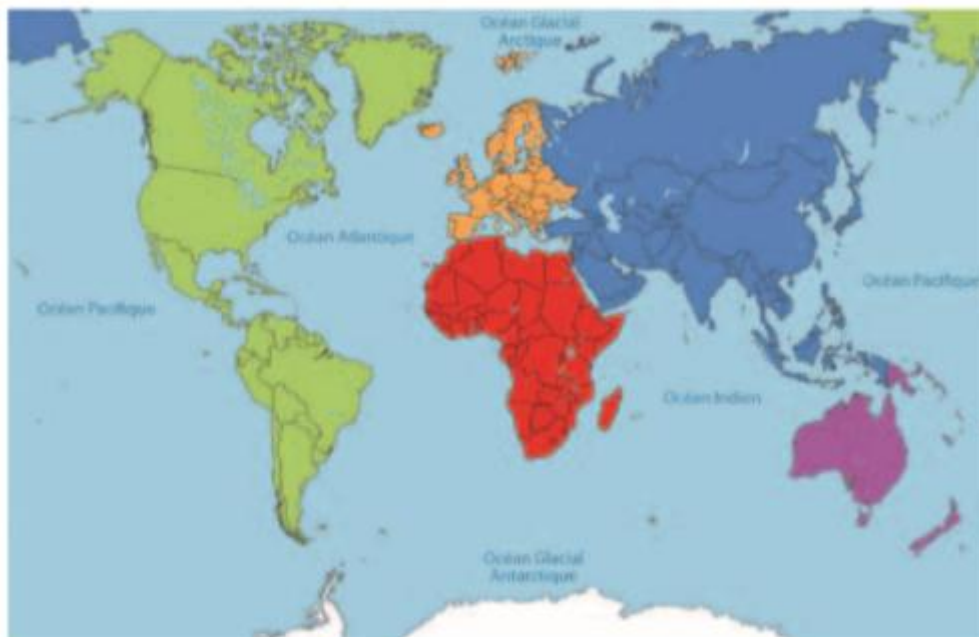 Océan Glacial
Arctique
Océan Atlantique
Océan Pacifique
Océan Pacifique
Océan Indien
Océan Glacial
Antarctique